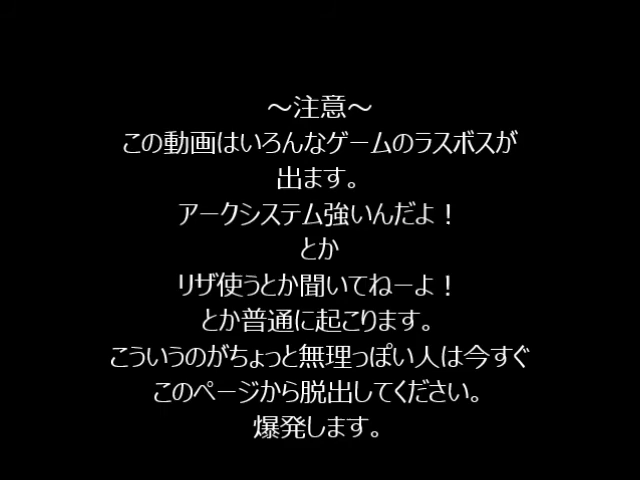 ～注意～
この動画はいろんなゲームのラスボスが
出ます。
アークシステム強いんだよ！
とか
リザ使うとか聞いてねーよ！
とか普通に起こります。
こういうのがちょっと無理っぽい人は今すぐ
このページから脱出してください。
爆発します。